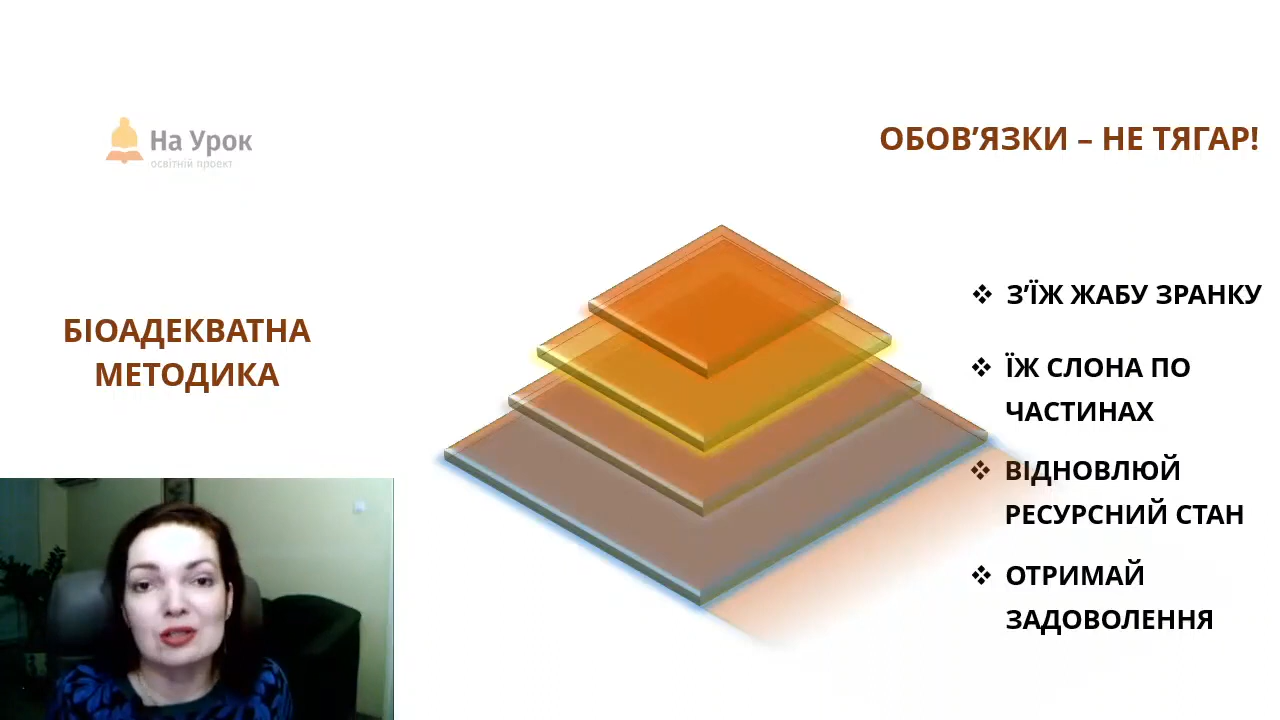 На Урок
освітній проект
ОБОВ’ЯЗКИ – НЕ ТЯГАР!
БІОАДЕКВАТНА
МЕТОДИКА
❖ З’ЇЖ ЖАБУ ЗРАНКУ
❖ ЇЖ СЛОНА ПО
ЧАСТИНАХ
❖ ВІДНОВЛЮЙ
РЕСУРСНИЙ СТАН
❖ ОТРИМАЙ
ЗАДОВОЛЕННЯ